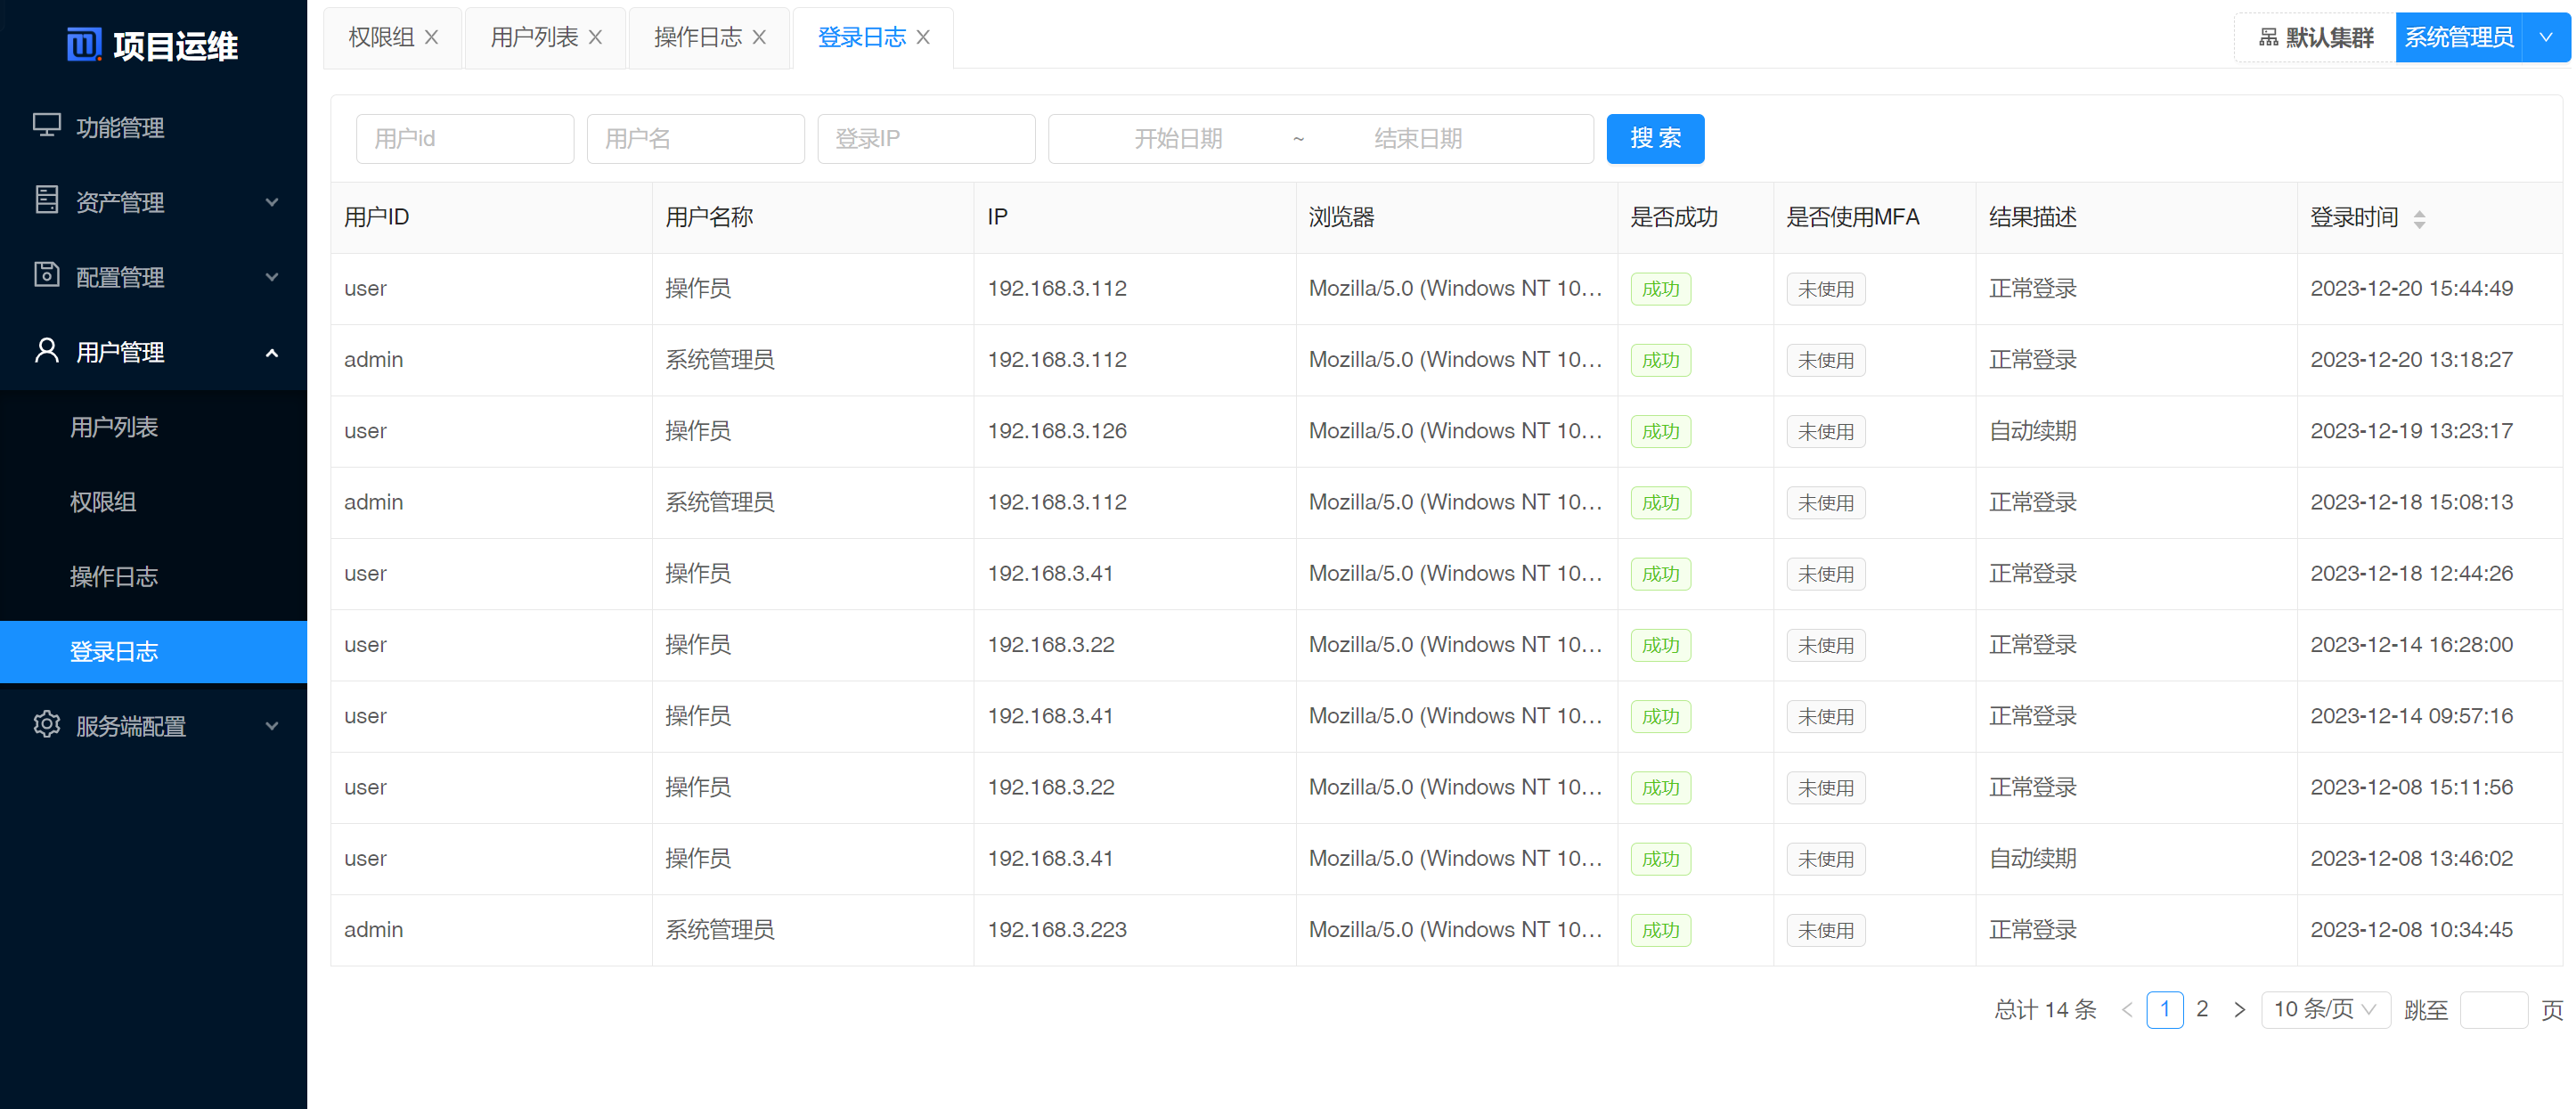 项目运维
功能管理
资产管理
配置管理
用户管理
用户列表
权限组
操作日志
登录日志
服务端配置
权限组 用户列表 操作日志 登录日志 默认集群 系统管理员
用户id 用户名 登录IP 开始日期 ~ 结束日期 搜 索
用户ID 用户名称 IP 浏览器 是否成功 是否使用MFA 结果描述 登录时间
user 操作员 192.168.3.112 Mozilla/5.0 (Windows NT 10... 成功 未使用 正常登录 2023-12-20 15:44:49
admin 系统管理员 192.168.3.112 Mozilla/5.0 (Windows NT 10... 成功 未使用 正常登录 2023-12-20 13:18:27
user 操作员 192.168.3.126 Mozilla/5.0 (Windows NT 10... 成功 未使用 自动续期 2023-12-19 13:23:17
admin 系统管理员 192.168.3.112 Mozilla/5.0 (Windows NT 10... 成功 未使用 正常登录 2023-12-18 15:08:13
user 操作员 192.168.3.41 Mozilla/5.0 (Windows NT 10... 成功 未使用 正常登录 2023-12-18 12:44:26
user 操作员 192.168.3.22 Mozilla/5.0 (Windows NT 10... 成功 未使用 正常登录 2023-12-14 16:28:00
user 操作员 192.168.3.41 Mozilla/5.0 (Windows NT 10... 成功 未使用 正常登录 2023-12-14 09:57:16
user 操作员 192.168.3.22 Mozilla/5.0 (Windows NT 10... 成功 未使用 正常登录 2023-12-08 15:11:56
user 操作员 192.168.3.41 Mozilla/5.0 (Windows NT 10... 成功 未使用 自动续期 2023-12-08 13:46:02
admin 系统管理员 192.168.3.223 Mozilla/5.0 (Windows NT 10... 成功 未使用 正常登录 2023-12-08 10:34:45
总计 14 条 < 1 2 > 10 条/页 跳至 页